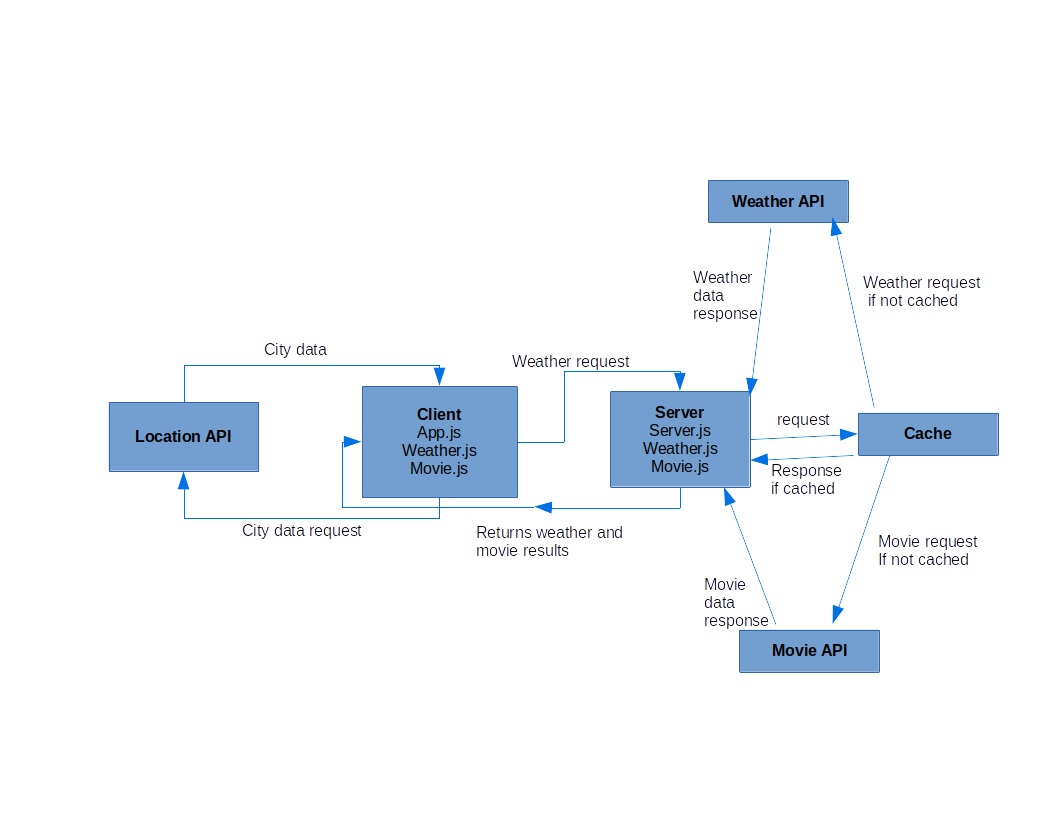 Weather API
Weather
data
response
Weather request
if not cached
City data
Weather request
Location API
Client
App.js
Weather.js
Movie.js
Server
Server.js
Weather.js
Movie.js
request
Cache
Response
if cached
City data request
Returns weather and
movie results
Movie request
If not cached
Movie
data
response
Movie API